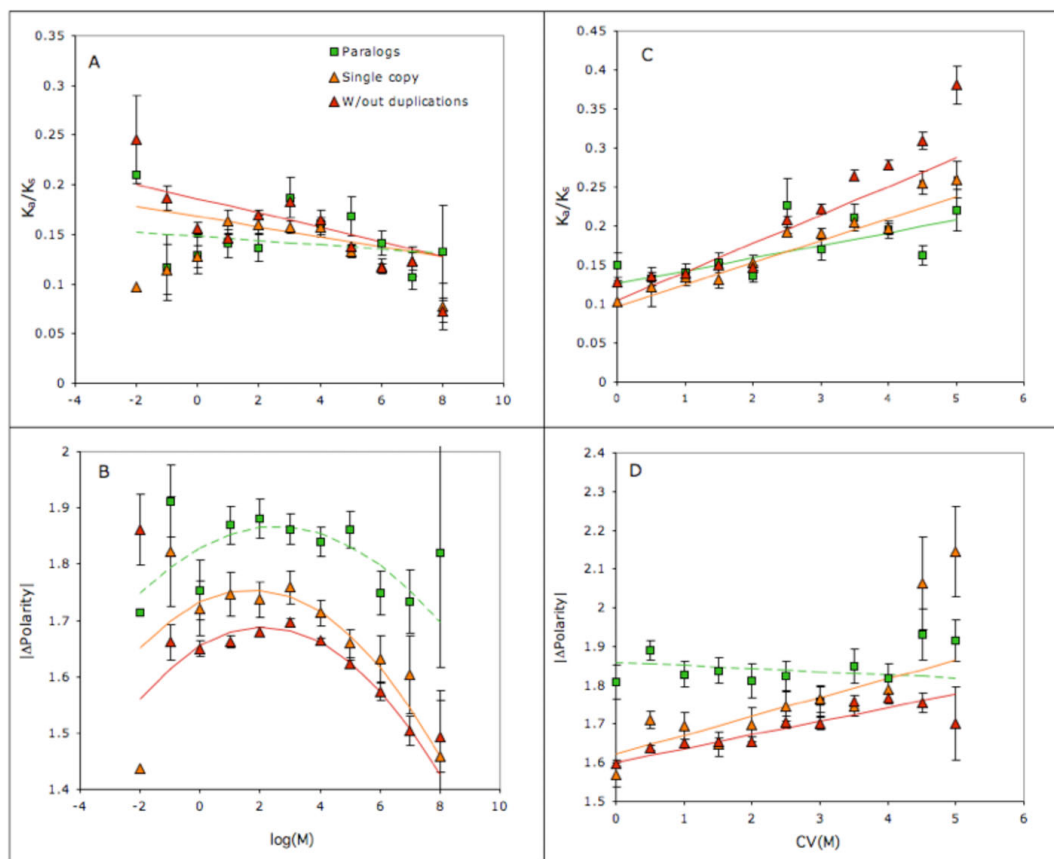 A
Paralogs
Single copy
W/out duplications
Ka/Ks
0.35
0.3
0.25
0.2
0.15
0.1
0.05
0
-4 -2 0 2 4 6 8 10
C
Ka/Ks
0.45
0.4
0.35
0.3
0.25
0.2
0.15
0.1
0.05
0
0 1 2 3 4 5 6
B
|ΔPolarity|
2
1.9
1.8
1.7
1.6
1.5
1.4
-4 -2 0 2 4 6 8 10
log(M)
D
|ΔPolarity|
2.4
2.3
2.2
2.1
2
1.9
1.8
1.7
1.6
1.5
0 1 2 3 4 5 6
CV(M)